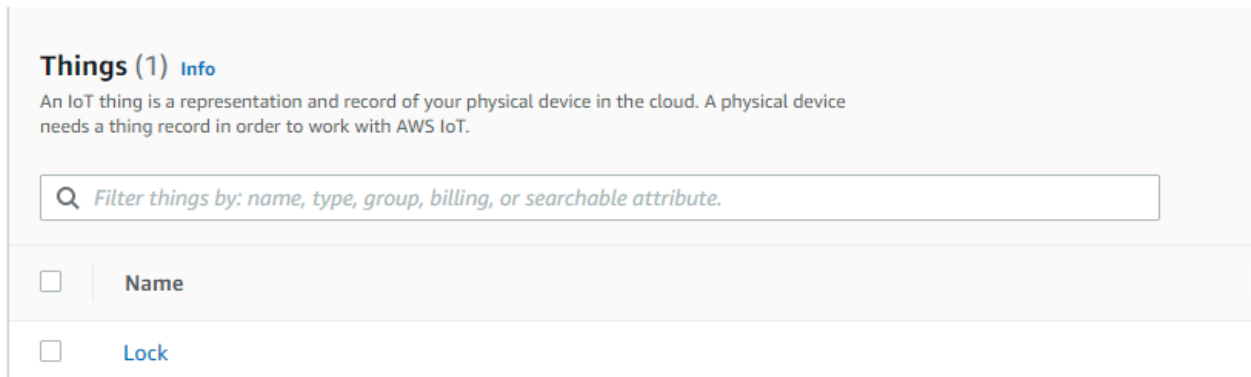 Things (1) Info
An IoT thing is a representation and record of your physical device in the cloud. A physical device
needs a thing record in order to work with AWS IoT.
Filter things by: name, type, group, billing, or searchable attribute.
Name
Lock